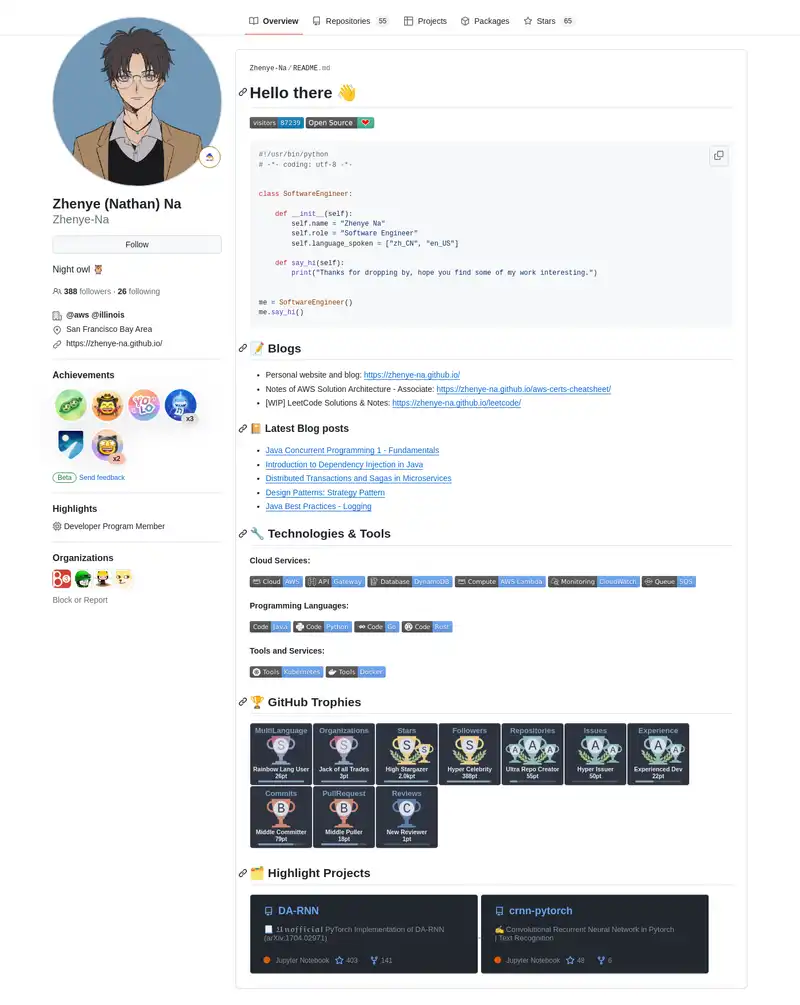 Overview Repositories 55 Projects Packages Stars 65
Zhenye (Nathan) Na
Zhenye-Na
Follow
Night owl 🦉
388 followers · 26 following
@aws @illinois
San Francisco Bay Area
https://zhenye-na.github.io/
Achievements
YOLO
x3
x2
Beta Send feedback
Highlights
Developer Program Member
Organizations
Block or Report
Zhenye-Na/README.md
Hello there 👋
visitors 87239 Open Source ❤
#!/usr/bin/python
# -*- coding: utf-8 -*-
class SoftwareEngineer:
def __init__(self):
self.name = "Zhenye Na"
self.role = "Software Engineer"
self.language_spoken = ["zh_CN", "en_US"]
def say_hi(self):
print("Thanks for dropping by, hope you find some of my work interesting.")
me = SoftwareEngineer()
me.say_hi()
📝 Blogs
• Personal website and blog: https://zhenye-na.github.io/
• Notes of AWS Solution Architecture - Associate: https://zhenye-na.github.io/aws-certs-cheatsheet/
• [WIP] LeetCode Solutions & Notes: https://zhenye-na.github.io/leetcode/
📔 Latest Blog posts
• Java Concurrent Programming 1 - Fundamentals
• Introduction to Dependency Injection in Java
• Distributed Transactions and Sagas in Microservices
• Design Patterns: Strategy Pattern
• Java Best Practices - Logging
🔧 Technologies & Tools
Cloud Services:
Cloud AWS API Gateway Database DynamoDB Compute AWS Lambda Monitoring CloudWatch Queue SQS
Programming Languages:
Code Java Code Python Code Go Code Rust
Tools and Services:
Tools Kubernetes Tools Docker
🏆 GitHub Trophies
MultiLanguage Organizations Stars Followers Repositories Issues Experience
S S S S S S A A A A A A A
Rainbow Lang User Jack of all Trades High Stargazer Hyper Celebrity Ultra Repo Creator Hyper Issuer Experienced Dev
26pt 3pt 2.0kpt 388pt 55pt 50pt 22pt
Commits PullRequest Reviews
B B C
Middle Committer Middle Puller New Reviewer
79pt 18pt 1pt
🗂️ Highlight Projects
DA-RNN
📃 𝖀𝖓𝖔𝖋𝖋𝖎𝖈𝖎𝖆𝖑 PyTorch Implementation of DA-RNN
(arXiv:1704.02971)
Jupyter Notebook 403 141
crnn-pytorch
✍️ Convolutional Recurrent Neural Network in Pytorch
| Text Recognition
Jupyter Notebook 48 6